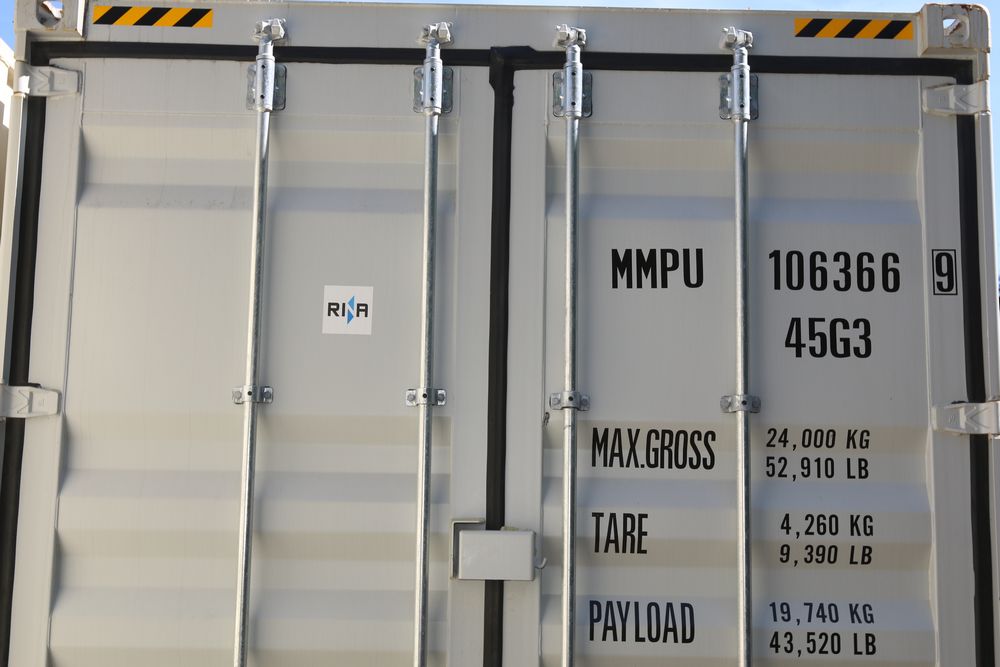 RINA
MMPU 106366 9
45G3
MAX.GROSS 24,000 KG
52,910 LB
TARE 4,260 KG
9,390 LB
PAYLOAD 19,740 KG
43,520 LB